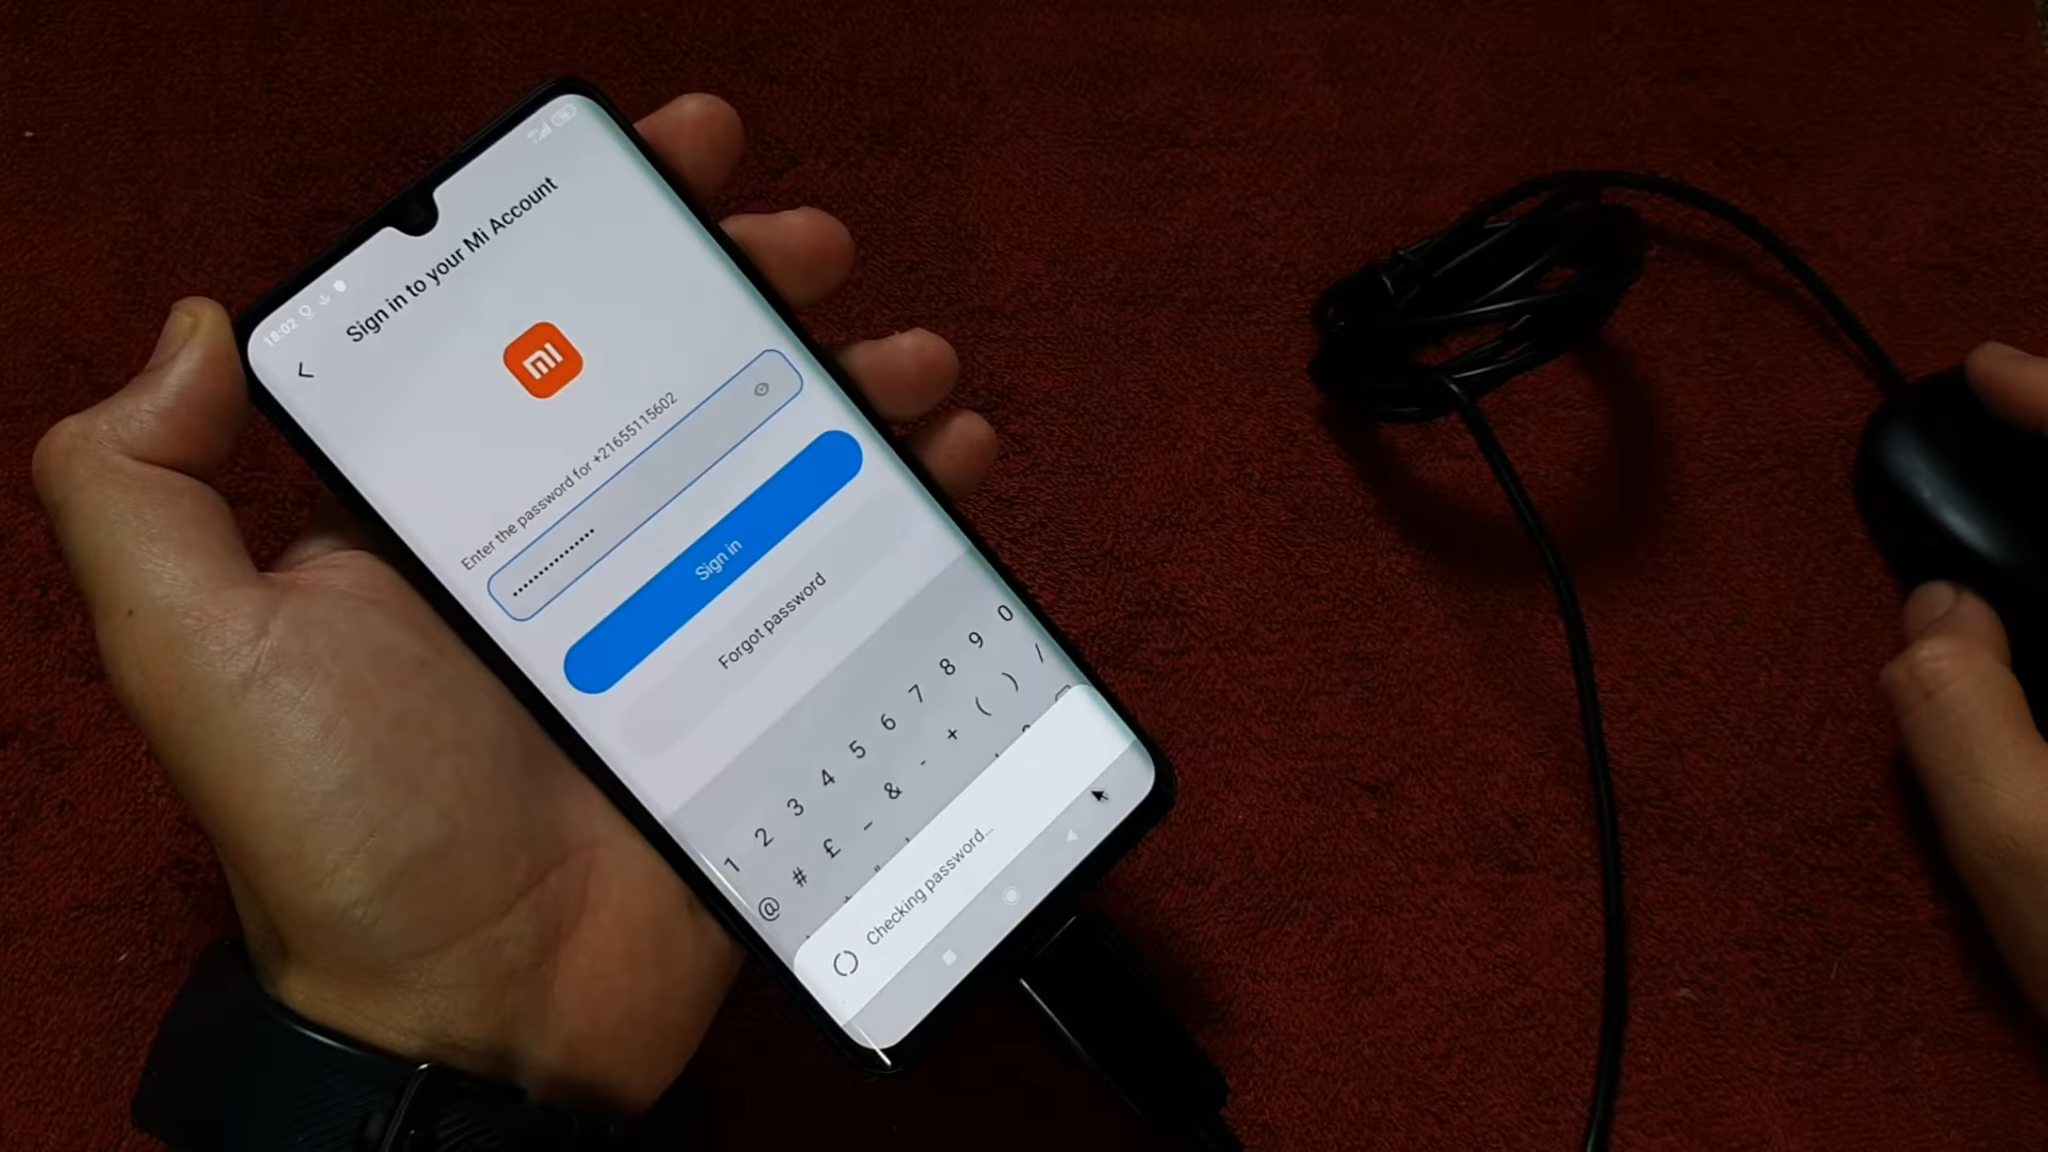 18:02
Sign in to your Mi Account
mi
Enter the password for +21655115602
••••••••••••••
Sign in
Forgot password
1 2 3 4 5 6 7 8 9 0
@ # £ _ & - + ( ) /
Checking password...